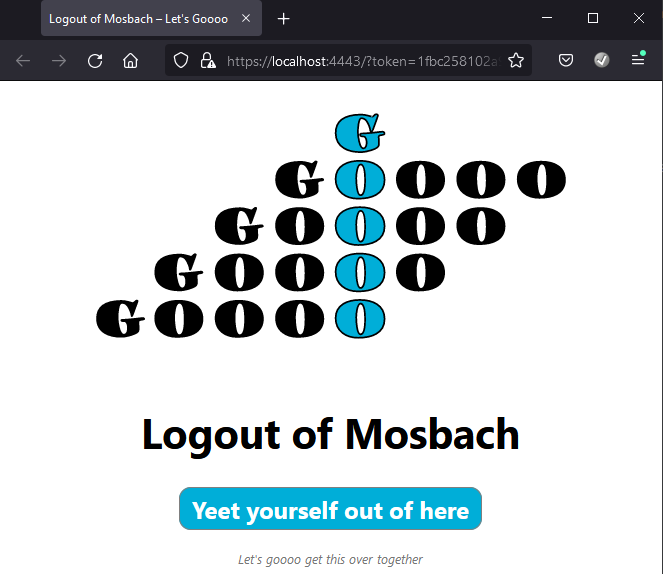 Logout of Mosbach – Let's Goooo
https://localhost:4443/?token=1fbc258102a
G
GOOOO
GOOOO
GOOOO
GOOOO
Logout of Mosbach
Yeet yourself out of here
Let's goooo get this over together